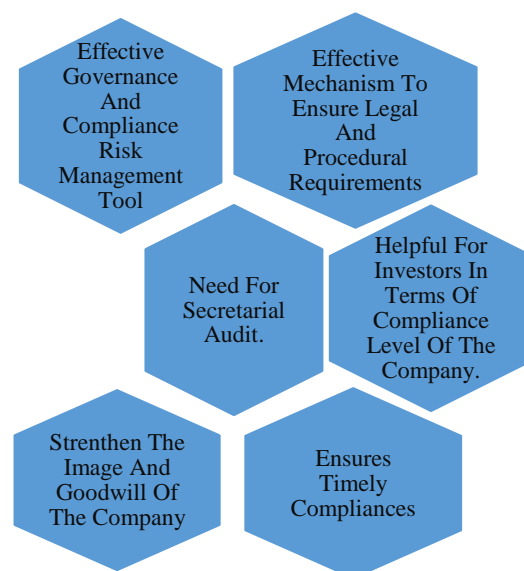 Effective
Governance
And
Compliance
Risk
Management
Tool
Effective
Mechanism To
Ensure Legal
And
Procedural
Requirements
Need For
Secretarial
Audit.
Helpful For
Investors In
Terms Of
Compliance
Level Of The
Company.
Strenthen The
Image And
Goodwill Of
The Company
Ensures
Timely
Compliances